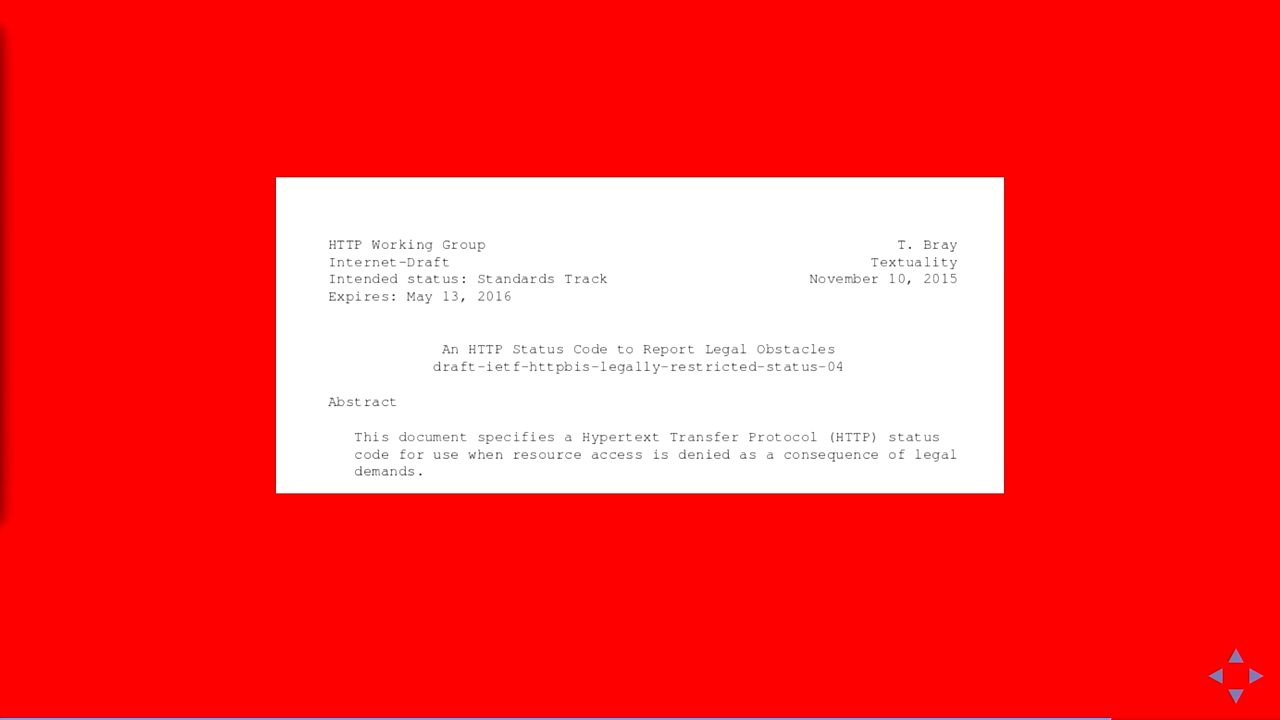 HTTP Working Group T. Bray
Internet-Draft Textuality
Intended status: Standards Track November 10, 2015
Expires: May 13, 2016
An HTTP Status Code to Report Legal Obstacles
draft-ietf-httpbis-legally-restricted-status-04
Abstract
This document specifies a Hypertext Transfer Protocol (HTTP) status
code for use when resource access is denied as a consequence of legal
demands.